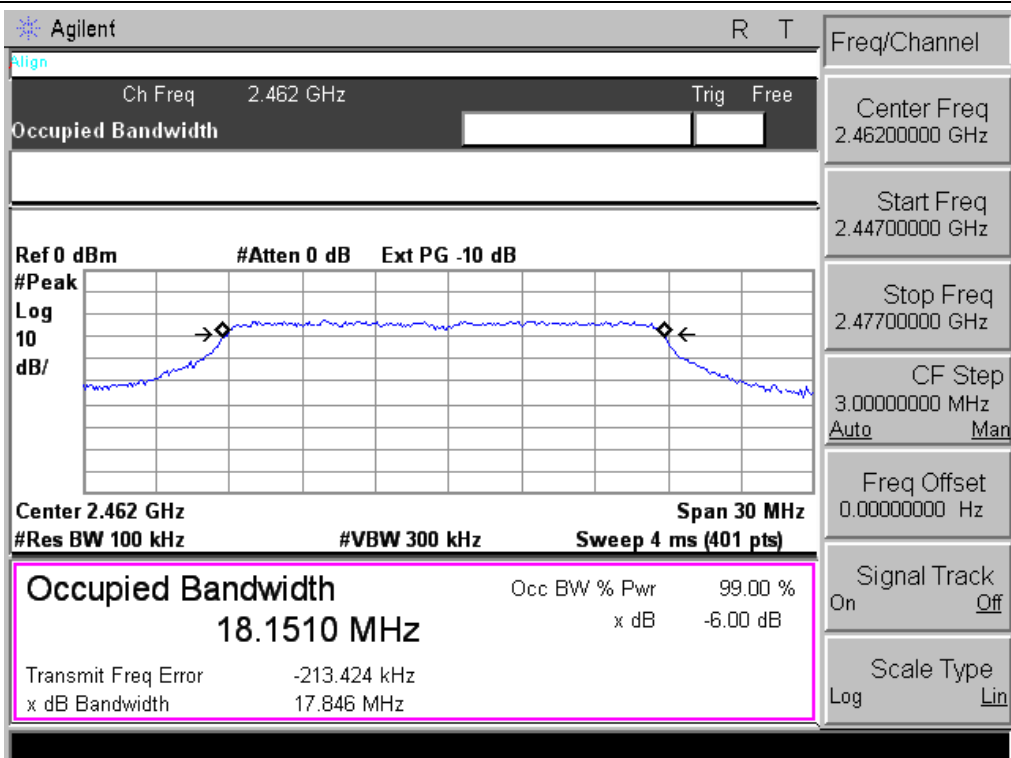 Agilent R T
Align
Ch Freq 2.462 GHz Trig Free
Occupied Bandwidth
Ref 0 dBm #Atten 0 dB Ext PG -10 dB
#Peak
Log
10
dB/
Center 2.462 GHz Span 30 MHz
#Res BW 100 kHz #VBW 300 kHz Sweep 4 ms (401 pts)
Occupied Bandwidth Occ BW % Pwr 99.00 %
18.1510 MHz x dB -6.00 dB
Transmit Freq Error -213.424 kHz
x dB Bandwidth 17.846 MHz
Freq/Channel
Center Freq
2.46200000 GHz
Start Freq
2.44700000 GHz
Stop Freq
2.47700000 GHz
CF Step
3.00000000 MHz
Auto Man
Freq Offset
0.00000000 Hz
Signal Track
On Off
Scale Type
Log Lin